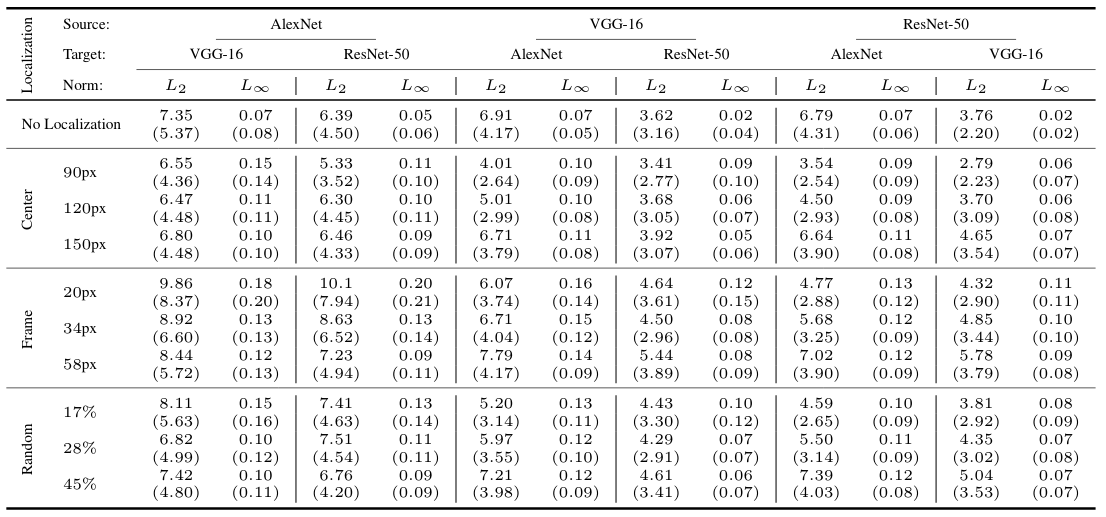 Localization
Source: AlexNet VGG-16 ResNet-50
Target: VGG-16 ResNet-50 AlexNet ResNet-50 AlexNet VGG-16
Norm: L₂ L∞ L₂ L∞ L₂ L∞ L₂ L∞ L₂ L∞ L₂ L∞
No Localization
7.35 0.07 6.39 0.05 6.91 0.07 3.62 0.02 6.79 0.07 3.76 0.02
(5.37) (0.08) (4.50) (0.06) (4.17) (0.05) (3.16) (0.04) (4.31) (0.06) (2.20) (0.02)
Center
90px
6.55 0.15 5.33 0.11 4.01 0.10 3.41 0.09 3.54 0.09 2.79 0.06
(4.36) (0.14) (3.52) (0.10) (2.64) (0.09) (2.77) (0.10) (2.54) (0.09) (2.23) (0.07)
120px
6.47 0.11 6.30 0.10 5.01 0.10 3.68 0.06 4.50 0.09 3.70 0.06
(4.48) (0.11) (4.45) (0.11) (2.99) (0.08) (3.05) (0.07) (2.93) (0.08) (3.09) (0.08)
150px
6.80 0.10 6.46 0.09 6.71 0.11 3.92 0.05 6.64 0.11 4.65 0.07
(4.48) (0.10) (4.33) (0.09) (3.79) (0.08) (3.07) (0.06) (3.90) (0.08) (3.54) (0.07)
Frame
20px
9.86 0.18 10.1 0.20 6.07 0.16 4.64 0.12 4.77 0.13 4.32 0.11
(8.37) (0.20) (7.94) (0.21) (3.74) (0.14) (3.61) (0.15) (2.88) (0.12) (2.90) (0.11)
34px
8.92 0.13 8.63 0.13 6.71 0.15 4.50 0.08 5.68 0.12 4.85 0.10
(6.60) (0.13) (6.52) (0.14) (4.04) (0.12) (2.96) (0.08) (3.25) (0.09) (3.44) (0.10)
58px
8.44 0.12 7.23 0.09 7.79 0.14 5.44 0.08 7.02 0.12 5.78 0.09
(5.72) (0.13) (4.94) (0.11) (4.17) (0.09) (3.89) (0.09) (3.90) (0.09) (3.79) (0.08)
Random
17%
8.11 0.15 7.41 0.13 5.20 0.13 4.43 0.10 4.59 0.10 3.81 0.08
(5.63) (0.16) (4.63) (0.14) (3.14) (0.11) (3.30) (0.12) (2.65) (0.09) (2.92) (0.09)
28%
6.82 0.10 7.51 0.11 5.97 0.12 4.29 0.07 5.50 0.11 4.35 0.07
(4.99) (0.12) (4.54) (0.11) (3.55) (0.10) (2.91) (0.07) (3.14) (0.09) (3.02) (0.08)
45%
7.42 0.10 6.76 0.09 7.21 0.12 4.61 0.06 7.39 0.12 5.04 0.07
(4.80) (0.11) (4.20) (0.09) (3.98) (0.09) (3.41) (0.07) (4.03) (0.08) (3.53) (0.07)